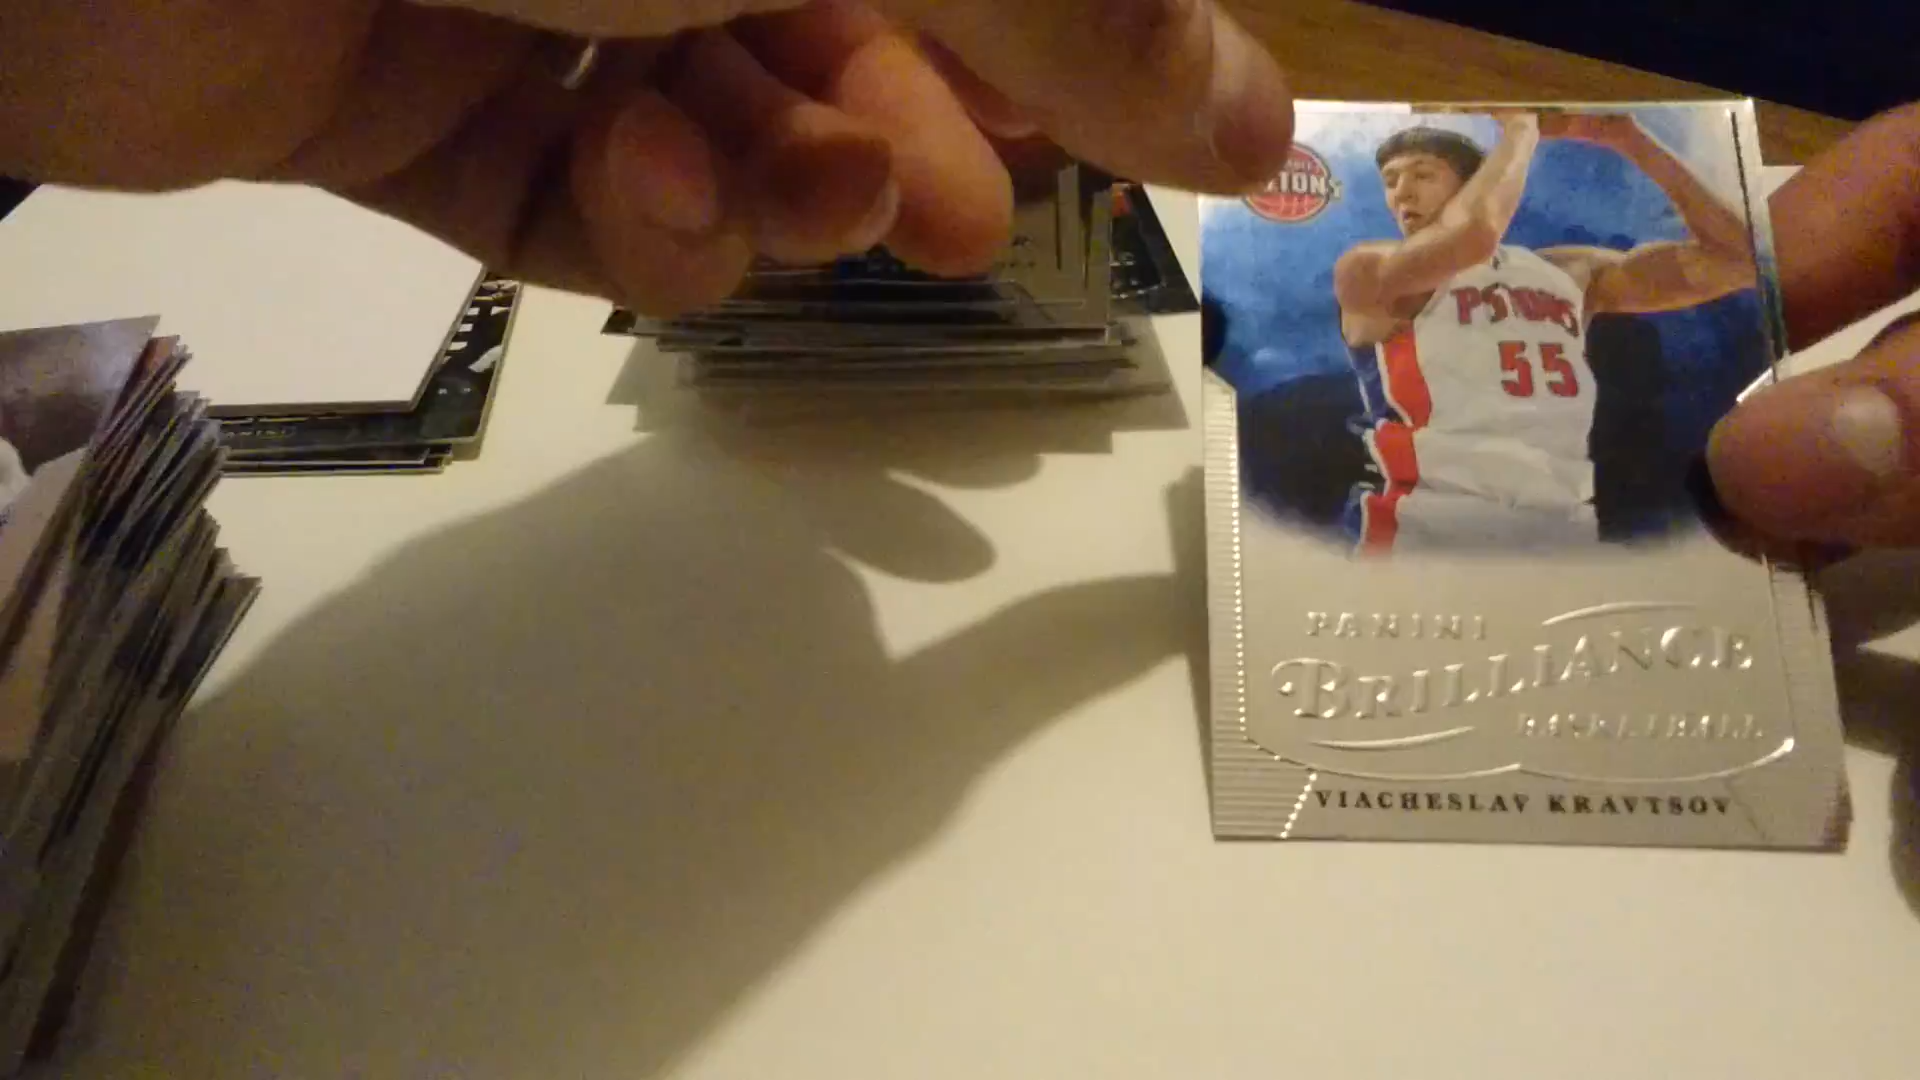 PISTONS
55
PANINI
BRILLIANCE
BASKETBALL
VIACHESLAV KRAVTSOV